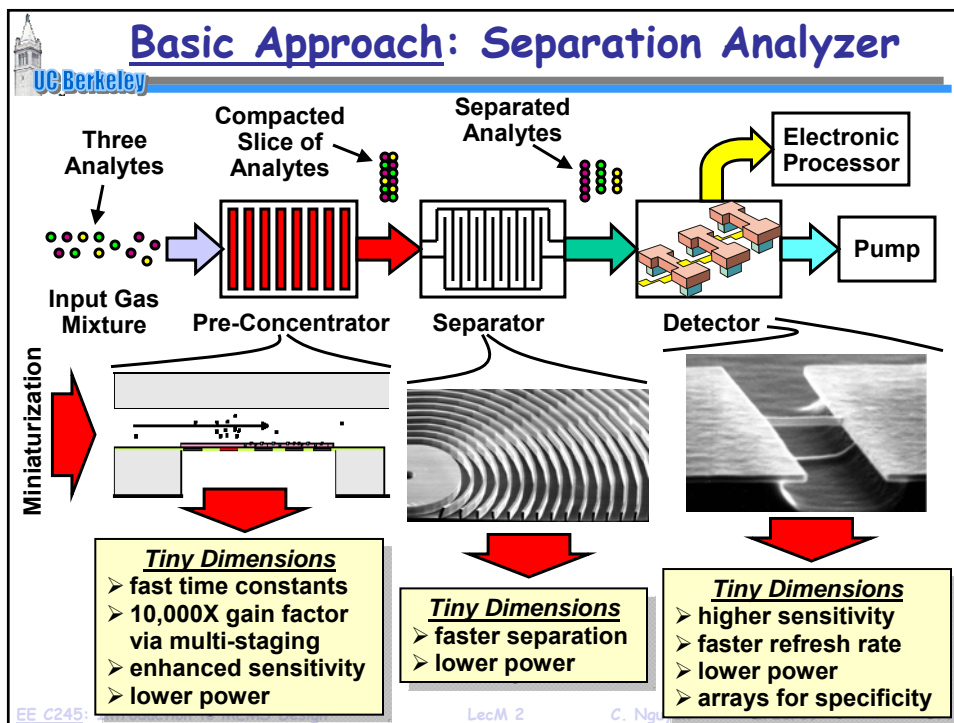 Basic Approach: Separation Analyzer
UC Berkeley
Three
Analytes
Compacted
Slice of
Analytes
Separated
Analytes
Electronic
Processor
Pump
Input Gas
Mixture
Pre-Concentrator
Separator
Detector
Miniaturization
Tiny Dimensions
➢ fast time constants
➢ 10,000X gain factor
via multi-staging
➢ enhanced sensitivity
➢ lower power
Tiny Dimensions
➢ faster separation
➢ lower power
Tiny Dimensions
➢ higher sensitivity
➢ faster refresh rate
➢ lower power
➢ arrays for specificity
EE C245: LecM 2 C.